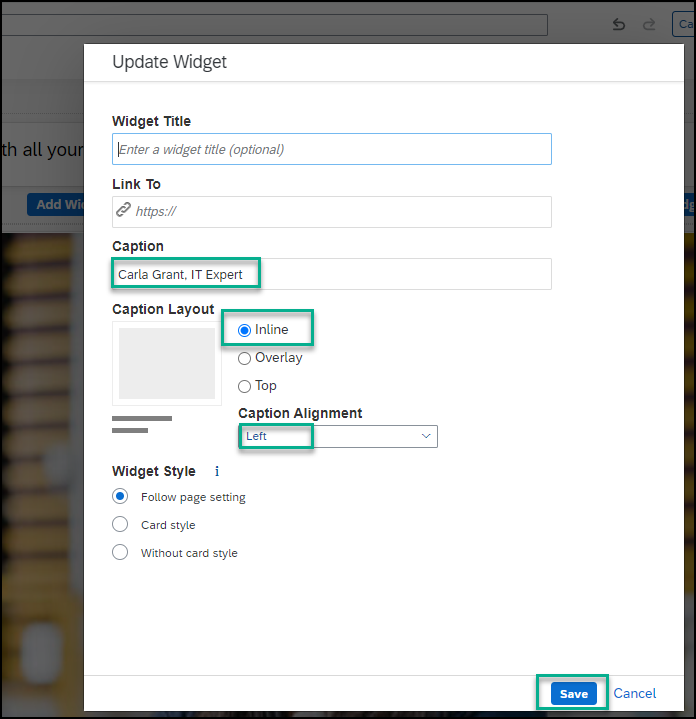 Ca
Update Widget
Widget Title
th all your
Enter a widget title (optional)
Link To
Add Wi
https://
Caption
Carla Grant, IT Expert
Caption Layout
Inline
Overlay
Top
Caption Alignment
Left
Widget Style i
Follow page setting
Card style
Without card style
Save Cancel